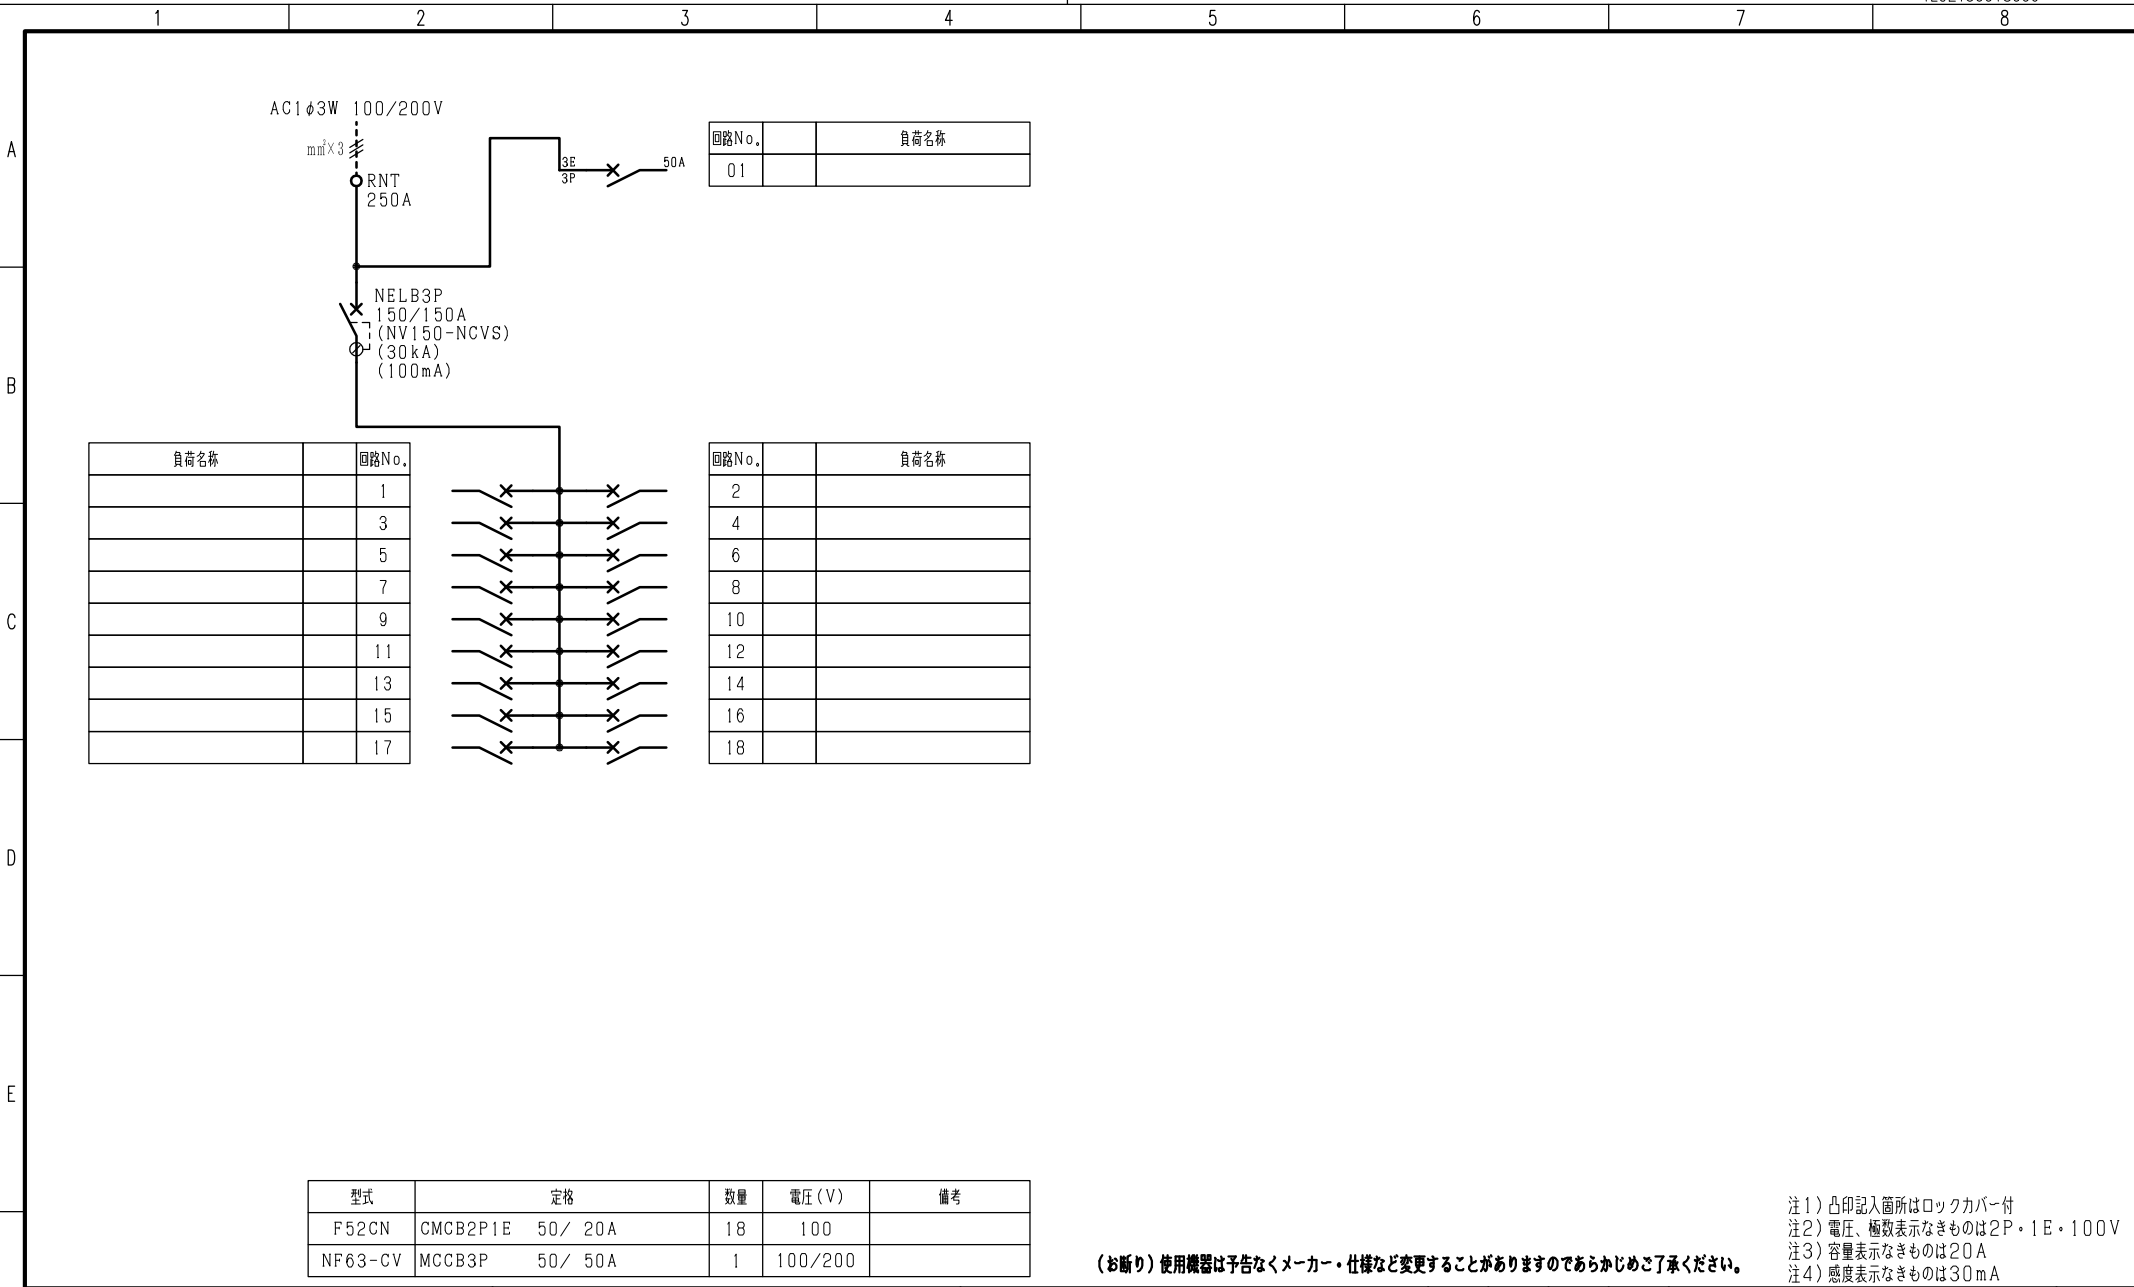 1 2 3 4 5 6 7 8
A
B
C
D
E
AC1φ3W 100/200V
mm²×3
RNT
250A
3E
3P
50A
回路No. 負荷名称
01
NELB3P
150/150A
(NV150-NCVS)
(30kA)
(100mA)
負荷名称 回路No.
1
3
5
7
9
11
13
15
17
回路No. 負荷名称
2
4
6
8
10
12
14
16
18
型式 定格 数量 電圧(V) 備考
F52CN CMCB2P1E 50/ 20A 18 100
NF63-CV MCCB3P 50/ 50A 1 100/200
(お断り)使用機器は予告なくメーカー・仕様など変更することがありますのであらかじめご了承ください。
注1)凸印記入箇所はロックカバー付
注2)電圧、極数表示なきものは2P・1E・100V
注3)容量表示なきものは20A
注4)感度表示なきものは30mA